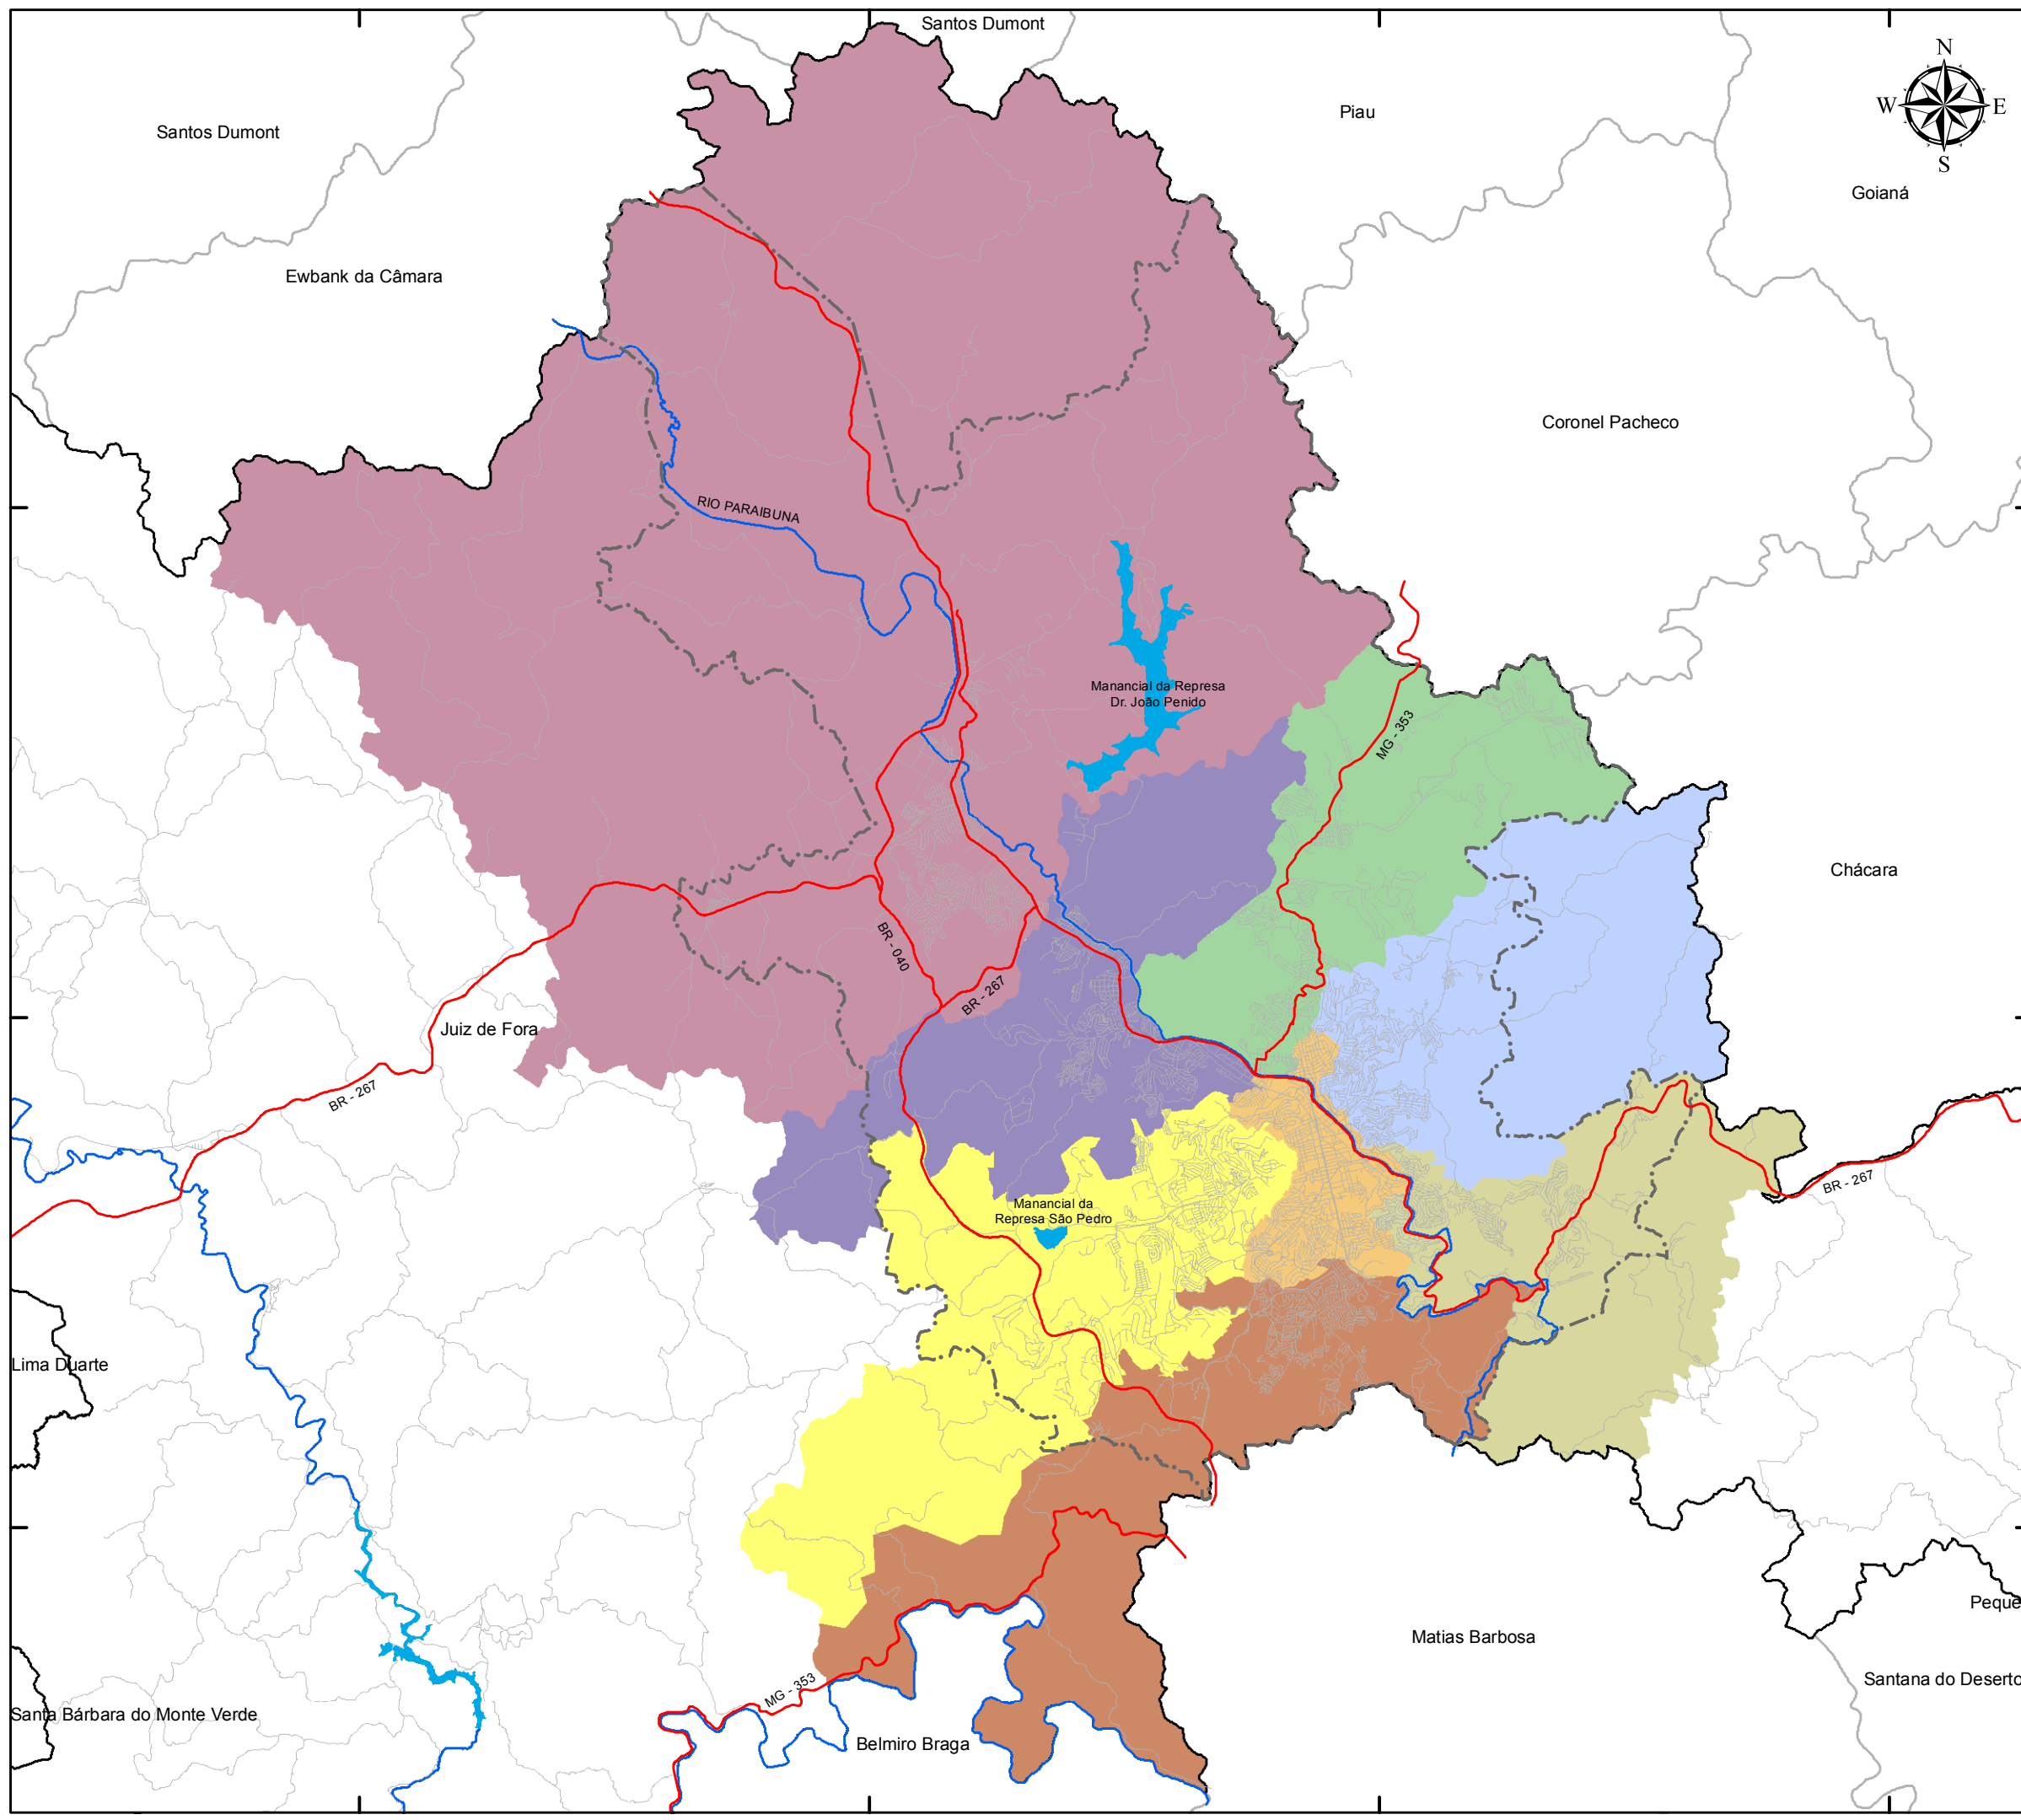 Santos Dumont
N
Piau
W
E
Santos Dumont
S
Goianá
Ewbank da Câmara
Coronel Pacheco
RIO PARAIBUNA
Manancial da Represa
Dr. João Penido
MG - 353
Chácara
BR - 040
BR - 267
Juiz de Fora
BR - 267
BR - 267
Manancial da
Represa São Pedro
Lima Duarte
Peque
Matias Barbosa
Santana do Deserto
MG - 353
Santa Bárbara do Monte Verde
Belmiro Braga